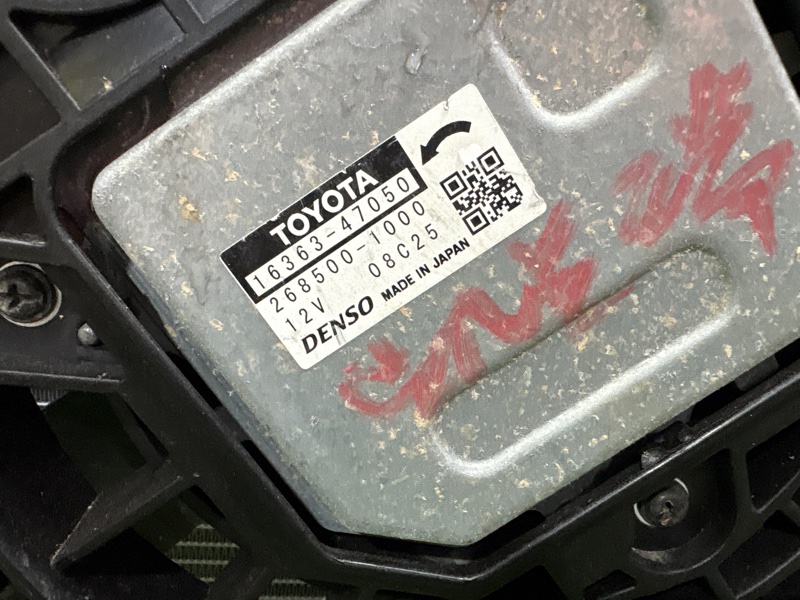 TOYOTA
16363-47050
268500-1000
12V 08C25
DENSO MADE IN JAPAN